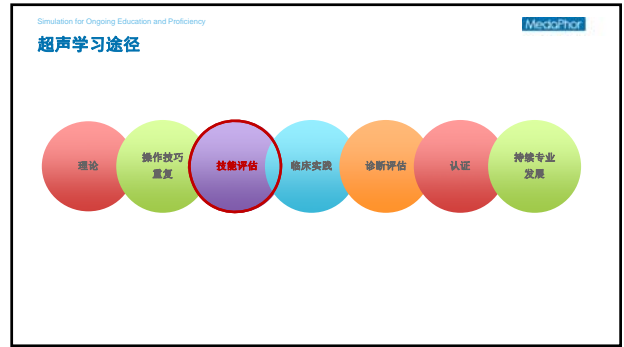 Simulation for Ongoing Education and Proficiency
MedaPhor
超声学习途径
理论
操作技巧
重复
技能评估
临床实践
诊断评估
认证
持续专业
发展